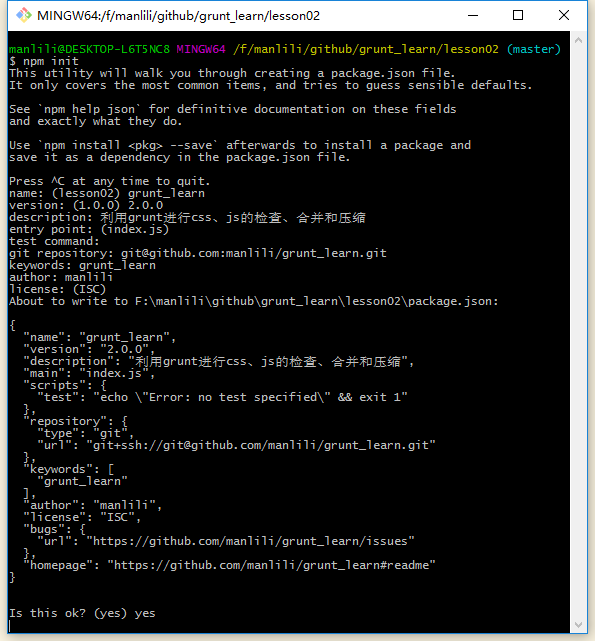 MINGW64:/f/manlili/github/grunt_learn/lesson02
manlili@DESKTOP-L6T5NC8 MINGW64 /f/manlili/github/grunt_learn/lesson02 (master)
$ npm init
This utility will walk you through creating a package.json file.
It only covers the most common items, and tries to guess sensible defaults.

See `npm help json` for definitive documentation on these fields
and exactly what they do.

Use `npm install <pkg> --save` afterwards to install a package and
save it as a dependency in the package.json file.

Press ^C at any time to quit.
name: (lesson02) grunt_learn
version: (1.0.0) 2.0.0
description: 利用grunt进行css、js的检查、合并和压缩
entry point: (index.js)
test command:
git repository: git@github.com:manlili/grunt_learn.git
keywords: grunt_learn
author: manlili
license: (ISC)
About to write to F:\manlili\github\grunt_learn\lesson02\package.json:

{
  "name": "grunt_learn",
  "version": "2.0.0",
  "description": "利用grunt进行css、js的检查、合并和压缩",
  "main": "index.js",
  "scripts": {
    "test": "echo \"Error: no test specified\" && exit 1"
  },
  "repository": {
    "type": "git",
    "url": "git+ssh://git@github.com/manlili/grunt_learn.git"
  },
  "keywords": [
    "grunt_learn"
  ],
  "author": "manlili",
  "license": "ISC",
  "bugs": {
    "url": "https://github.com/manlili/grunt_learn/issues"
  },
  "homepage": "https://github.com/manlili/grunt_learn#readme"
}

Is this ok? (yes) yes